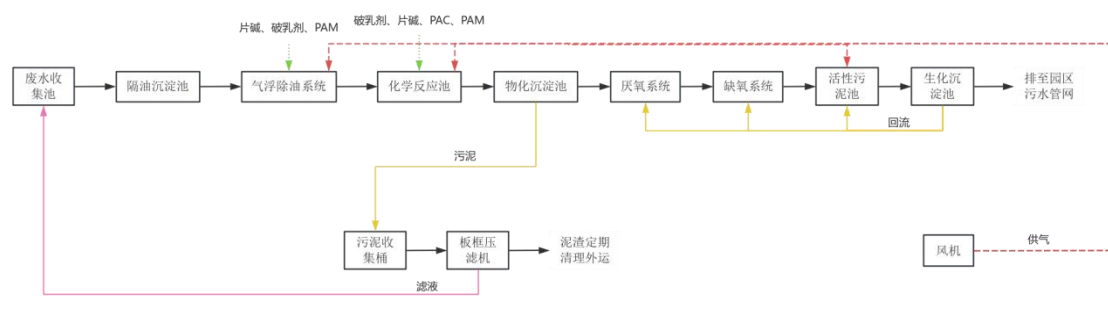 片碱、破乳剂、PAM
破乳剂、片碱、PAC、PAM
废水收
集池
隔油沉淀池
气浮除油系统
化学反应池
物化沉淀池
厌氧系统
缺氧系统
活性污
泥池
生化沉
淀池
排至园区
污水管网
回流
污泥
污泥收
集桶
板框压
滤机
泥渣定期
清理外运
风机
供气
滤液